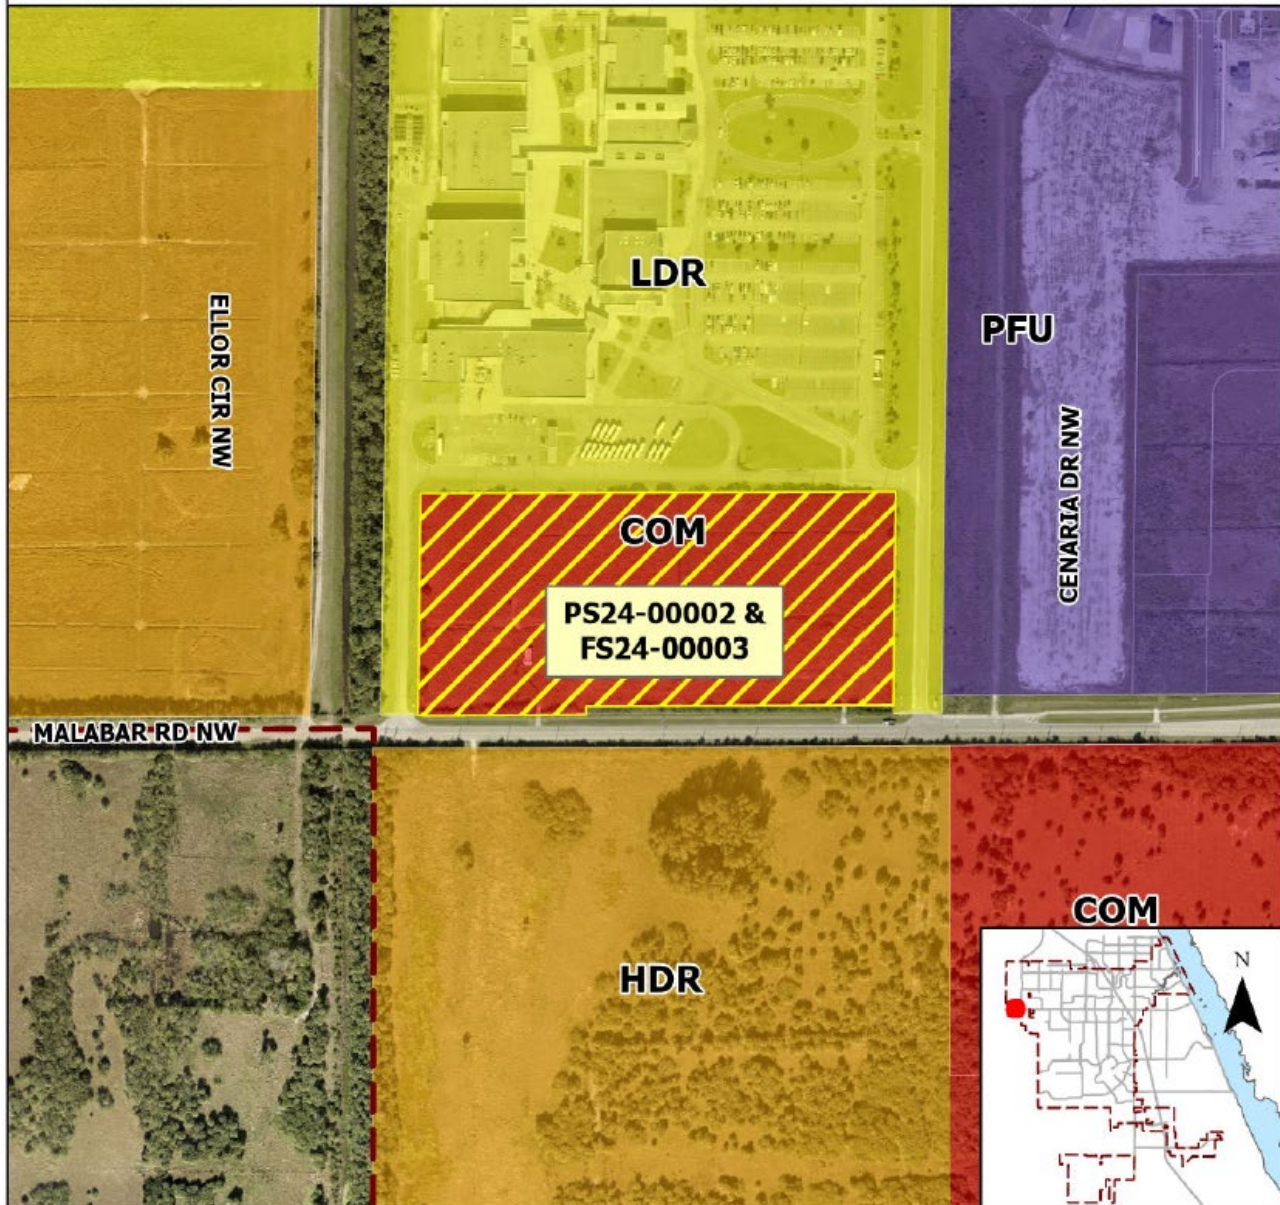 LDR
PFU
ELLOR CIR NW
CENARIA DR NW
COM
PS24-00002 &
FS24-00003
MALABAR RD NW
COM
HDR
N